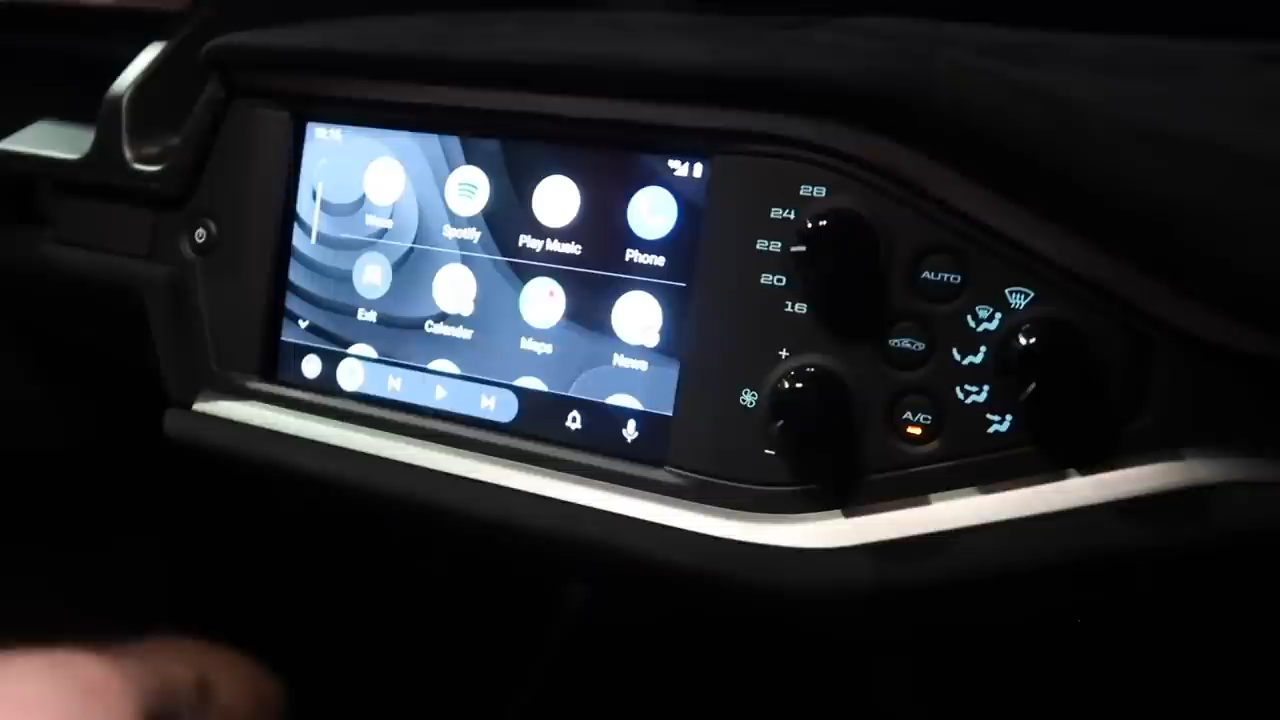 Spotify
Play Music
Phone
Exit
Calendar
Maps
News
28
24
22
20
16
+
-
AUTO
A/C